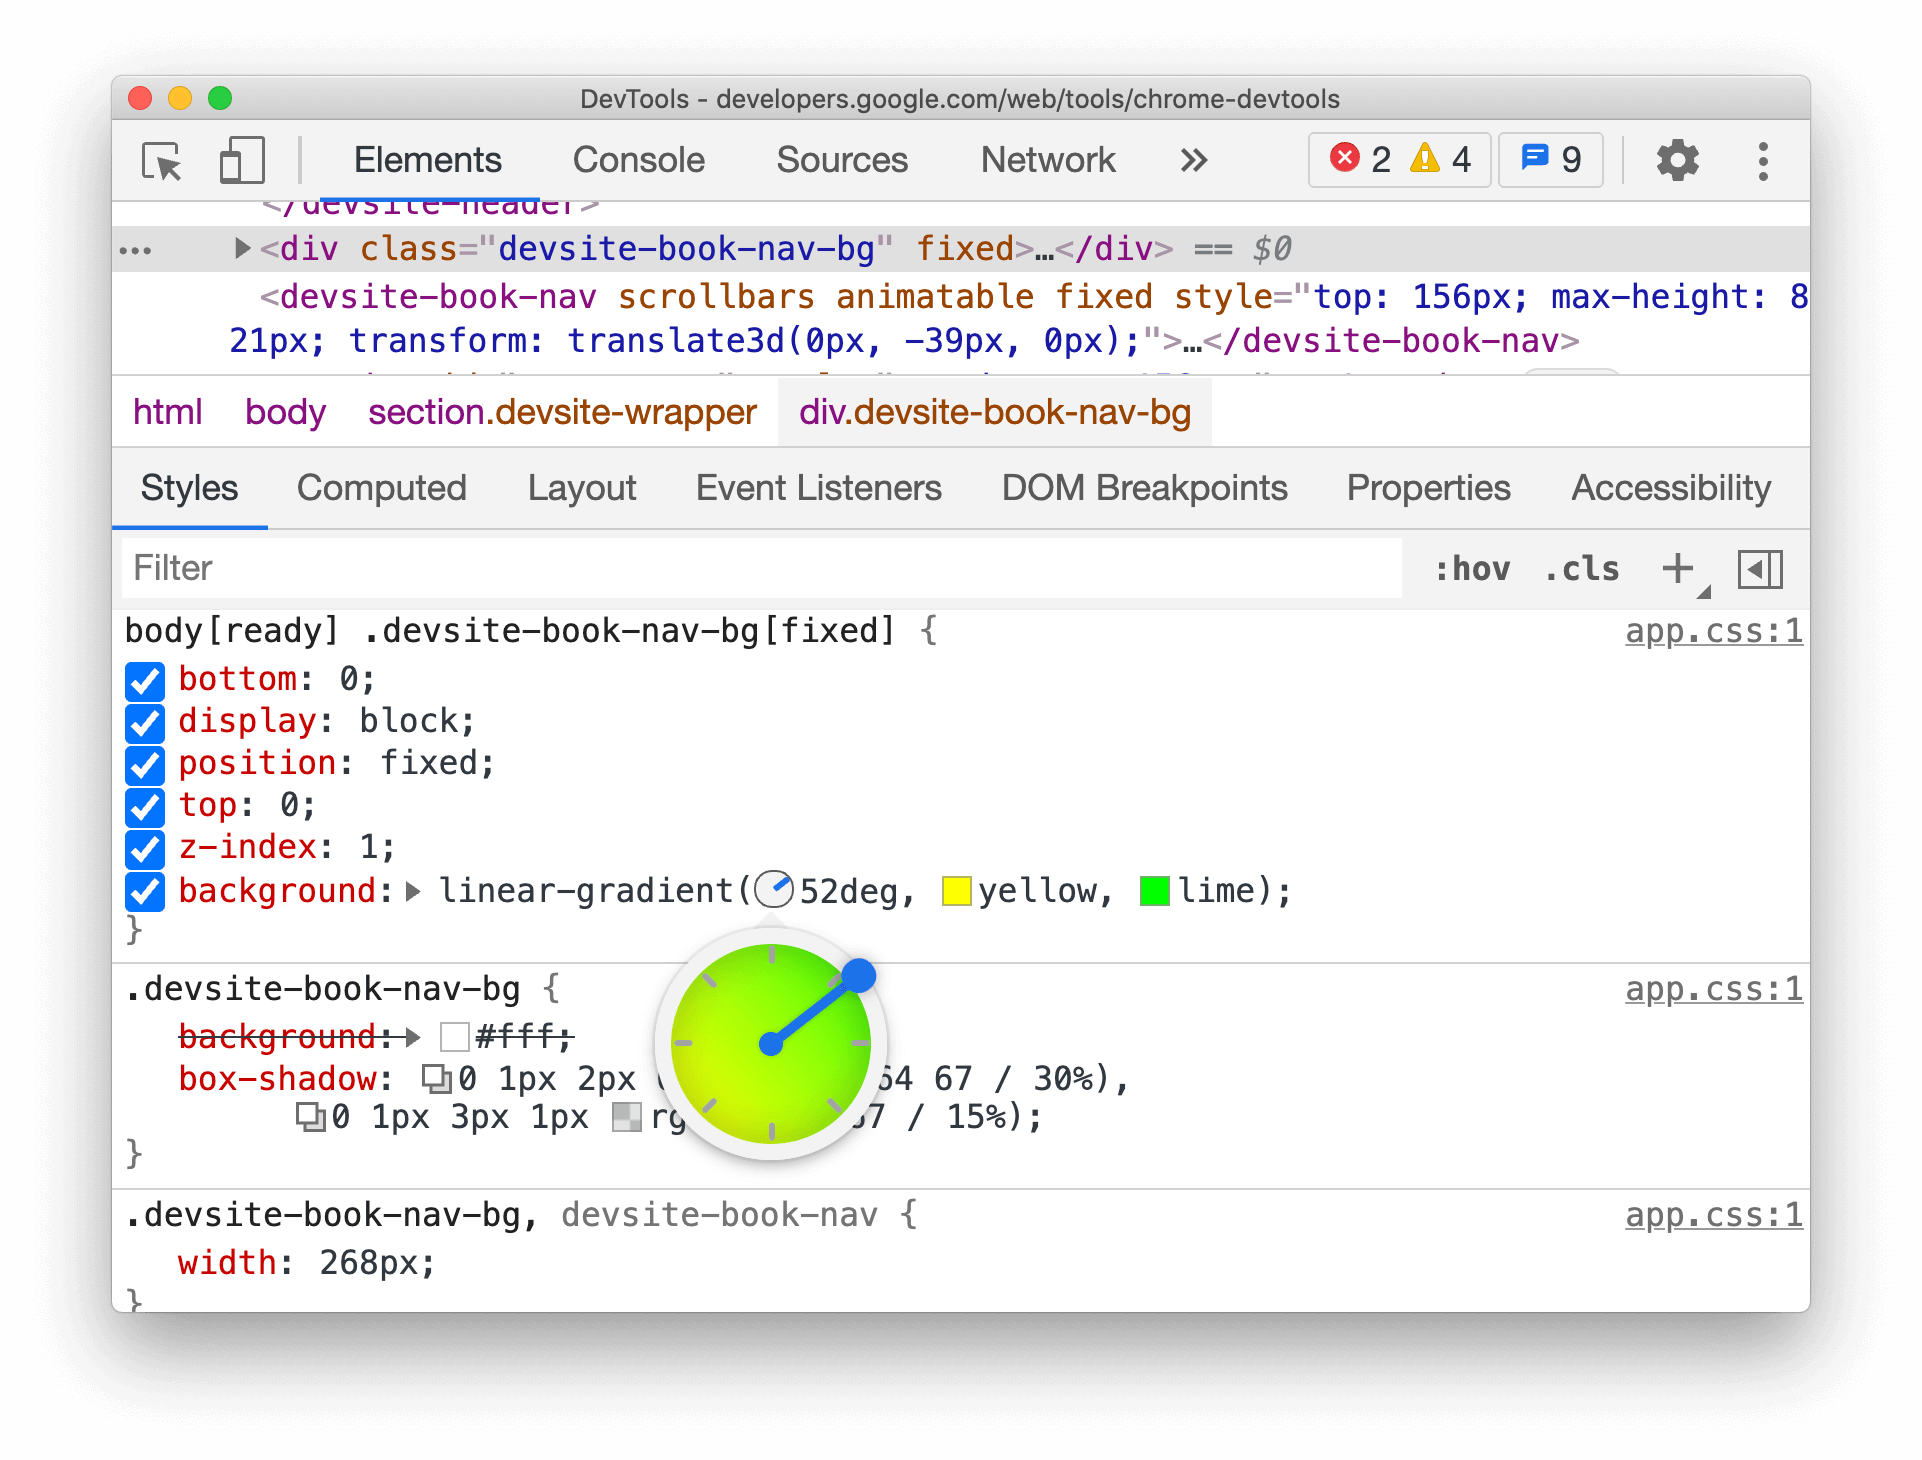 DevTools - developers.google.com/web/tools/chrome-devtools
Elements Console Sources Network » 2 4 9
</devsite-header>
… ▶<div class="devsite-book-nav-bg" fixed>…</div> == $0
<devsite-book-nav scrollbars animatable fixed style="top: 156px; max-height: 8
21px; transform: translate3d(0px, -39px, 0px);">…</devsite-book-nav>
html body section.devsite-wrapper div.devsite-book-nav-bg
Styles Computed Layout Event Listeners DOM Breakpoints Properties Accessibility
Filter :hov .cls +
body[ready] .devsite-book-nav-bg[fixed] { app.css:1
bottom: 0;
display: block;
position: fixed;
top: 0;
z-index: 1;
background: ▶ linear-gradient(52deg, yellow, lime);
}
.devsite-book-nav-bg { app.css:1
background: ▶ #fff;
box-shadow: 0 1px 2px 64 67 / 30%),
0 1px 3px 1px rg 67 / 15%);
}
.devsite-book-nav-bg, devsite-book-nav { app.css:1
width: 268px;
}